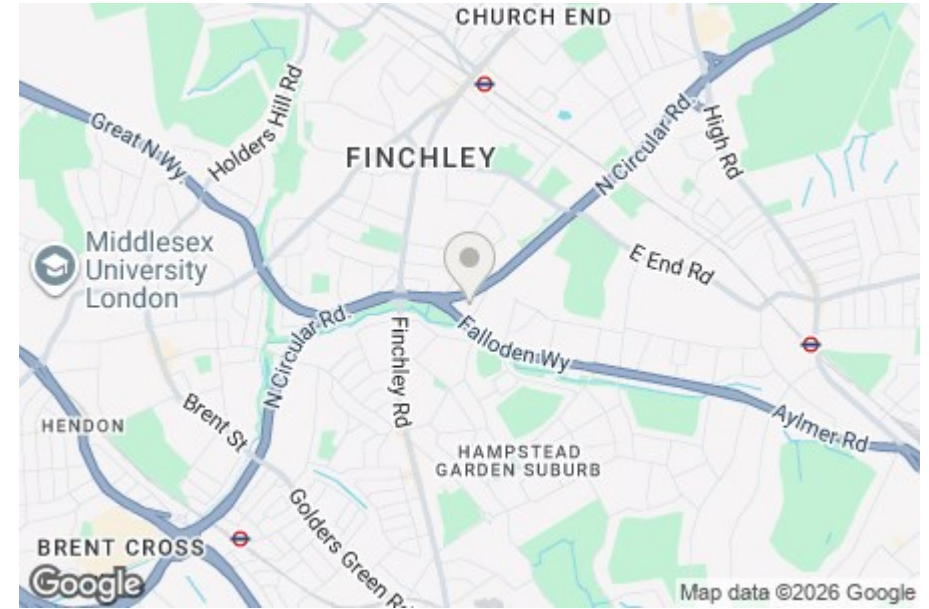 CHURCH END
Holders Hill Rd
Great N Wy.
FINCHLEY
N Circular Rd.
High Rd
Middlesex
University
London
E End Rd
N Circular Rd.
Finchley Rd
Falloden Wy
Brent St
HENDON
Aylmer Rd
HAMPSTEAD
GARDEN SUBURB
Golders Green Rd
BRENT CROSS
Google
Map data ©2026 Google